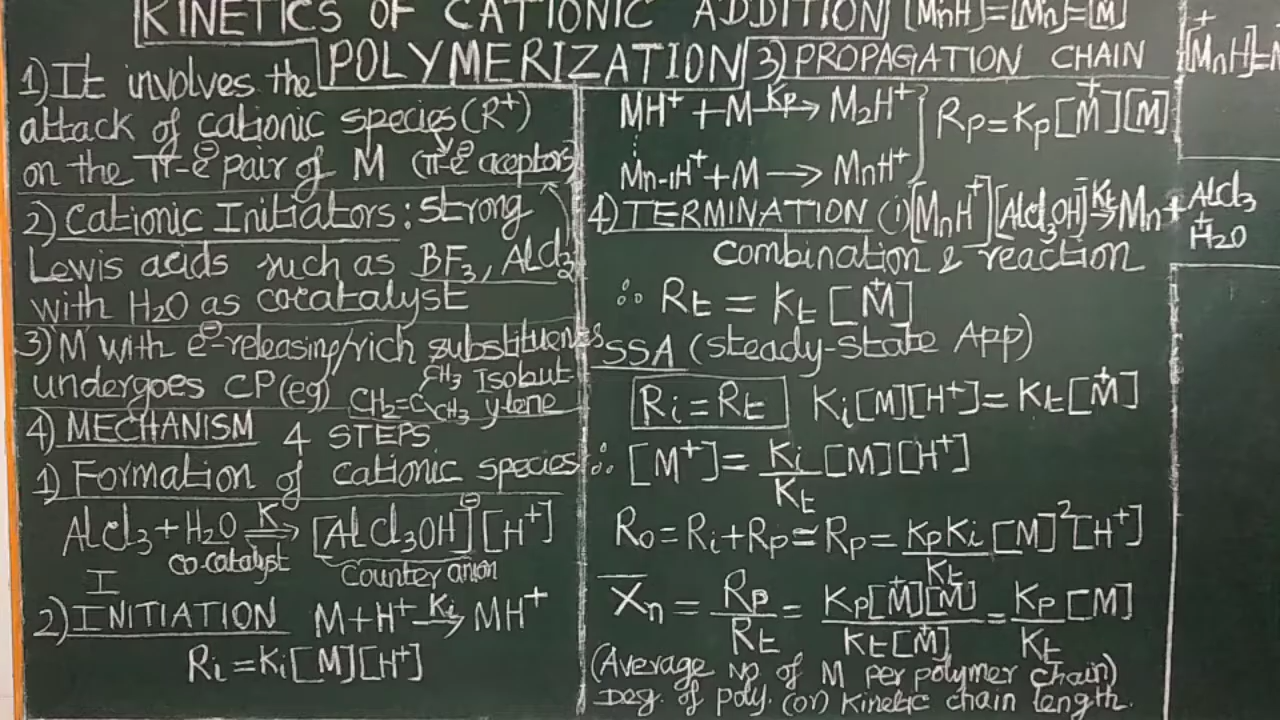 KINETICS OF CATIONIC ADDITION
POLYMERIZATION
1) It involves the
attack of cationic species (R⁺)
on the π-e⊖ pair of M (π-e⊖ aceptors)
2) Cationic Initiators: strong
Lewis acids such as BF₃, AlCl₃
with H₂O as cocatalyst
3) M with e⊖-releasing/rich substituents
undergoes CP (eg) CH₂=C CH₃ CH₃ Isobut-
ylene
4) MECHANISM 4 STEPS
1) Formation of cationic species
AlCl₃ + H₂O ⇌ K [AlCl₃OH]⊖ [H⁺]
I cocatalyst Counter anion
2) INITIATION M + H⁺ —Ki→ MH⁺
Ri = Ki [M][H⁺]
[MnH⁺] = [Mn⁺] = [M⁺]
3) PROPAGATION CHAIN
MH⁺ + M —Kp→ M₂H⁺
⋮
Mn-1H⁺ + M → MnH⁺ } Rp = Kp [M⁺][M]
4) TERMINATION (i) [MnH⁺][AlCl₃OH]⁻ —Kt→ Mn + AlCl₃
+
H₂O
combination & reaction
∴ Rt = Kt [M⁺]
SSA (Steady-state App)
Ri = Rt Ki[M][H⁺] = Kt[M⁺]
∴ [M⁺] = Ki/Kt [M][H⁺]
Ro = Ri + Rp ≃ Rp = KpKi/Kt [M]²[H⁺]
X̄n = Rp/Rt = Kp[M⁺][M]/Kt[M⁺] = Kp/Kt [M]
(Average No of M per polymer chain)
Deg. of poly. (or) Kinetic chain length.